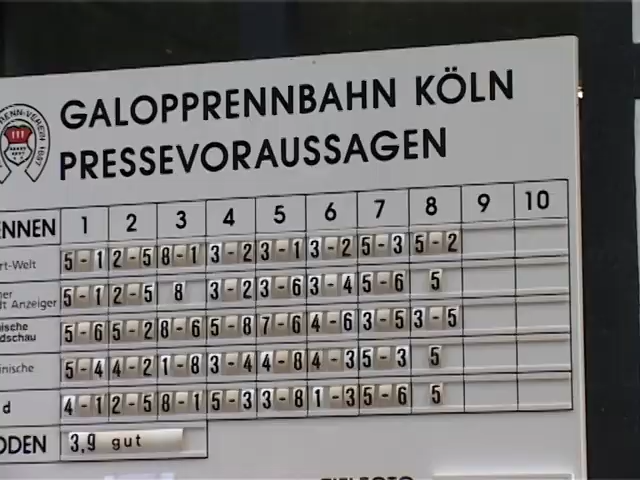 GALOPPRENNBAHN KÖLN
PRESSEVORAUSSAGEN
ENNEN 1 2 3 4 5 6 7 8 9 10
rt-Welt 5-1 2-5 8-1 3-2 3-1 3-2 5-3 5-2
er
dt Anzeiger 5-1 2-5 8 3-2 3-6 3-4 5-6 5
ische
dschau 5-6 5-2 8-6 5-8 7-6 4-6 3-5 3-5
inische 5-4 4-2 1-8 3-4 4-8 4-3 5-3 5
d 4-1 2-5 8-1 5-3 3-8 1-3 5-6 5
ODEN 3,9 gut